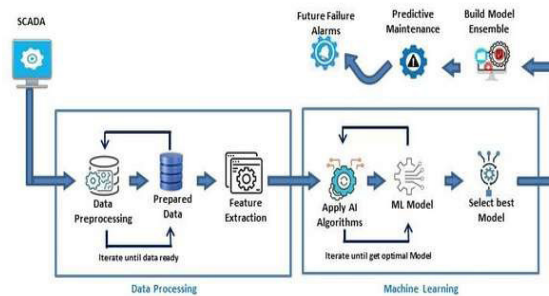 SCADA
Future Failure
Alarms
Predictive
Maintenance
Build Model
Ensemble
Data
Preprocessing
Prepared
Data
Feature
Extraction
Iterate until data ready
Data Processing
Apply AI
Algorithms
ML Model
Select best
Model
Iterate until get optimal Model
Machine Learning